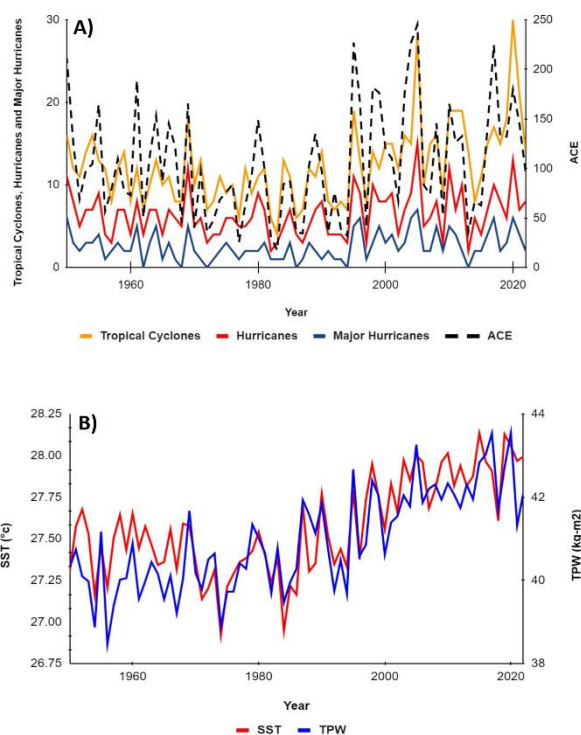 A)
Tropical Cyclones, Hurricanes and Major Hurricanes
30
20
10
0
250
200
150
100
50
0
ACE
1960 1980 2000 2020
Year
Tropical Cyclones Hurricanes Major Hurricanes ACE
B)
SST (°c)
28.25
28.00
27.75
27.50
27.25
27.00
26.75
44
42
40
38
TPW (kg-m2)
1960 1980 2000 2020
Year
SST TPW